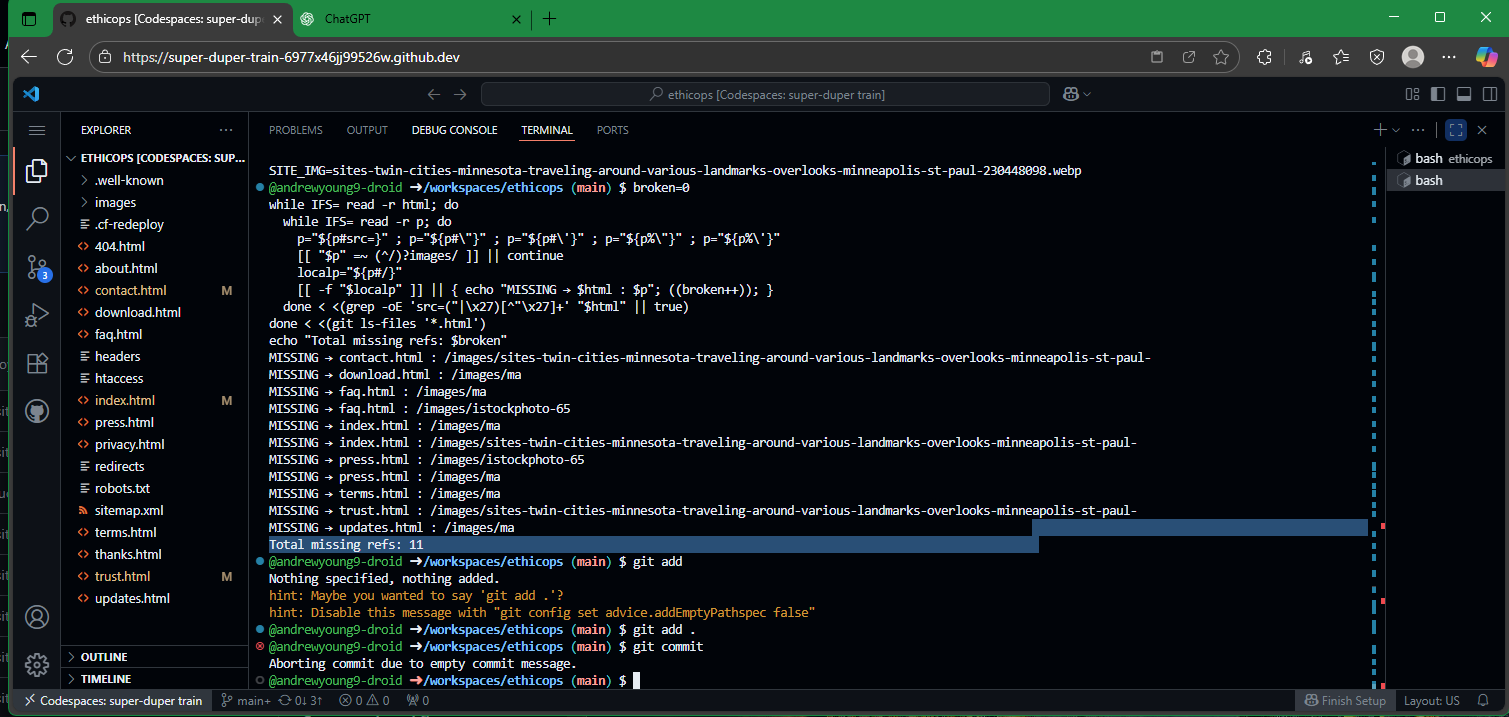 ethicops [Codespaces: super-dup
ChatGPT
https://super-duper-train-6977x46jj99526w.github.dev
ethicops [Codespaces: super-duper train]
EXPLORER
ETHICOPS [CODESPACES: SUP...
.well-known
images
.cf-redeploy
404.html
about.html
contact.html M
download.html
faq.html
headers
htaccess
index.html M
press.html
privacy.html
redirects
robots.txt
sitemap.xml
terms.html
thanks.html
trust.html M
updates.html
OUTLINE
TIMELINE
3
PROBLEMS OUTPUT DEBUG CONSOLE TERMINAL PORTS
SITE_IMG=sites-twin-cities-minnesota-traveling-around-various-landmarks-overlooks-minneapolis-st-paul-230448098.webp
@andrewyoung9-droid ➜/workspaces/ethicops (main) $ broken=0
while IFS= read -r html; do
while IFS= read -r p; do
p="${p#src=}" ; p="${p#\"}" ; p="${p#\'}" ; p="${p%\"}" ; p="${p%\'}"
[[ "$p" =~ (^/)?images/ ]] || continue
localp="${p#/}"
[[ -f "$localp" ]] || { echo "MISSING → $html : $p"; ((broken++)); }
done < <(grep -oE 'src=("|\x27)[^"\x27]+' "$html" || true)
done < <(git ls-files '*.html')
echo "Total missing refs: $broken"
MISSING → contact.html : /images/sites-twin-cities-minnesota-traveling-around-various-landmarks-overlooks-minneapolis-st-paul-
MISSING → download.html : /images/ma
MISSING → faq.html : /images/ma
MISSING → faq.html : /images/istockphoto-65
MISSING → index.html : /images/ma
MISSING → index.html : /images/sites-twin-cities-minnesota-traveling-around-various-landmarks-overlooks-minneapolis-st-paul-
MISSING → press.html : /images/istockphoto-65
MISSING → press.html : /images/ma
MISSING → terms.html : /images/ma
MISSING → trust.html : /images/sites-twin-cities-minnesota-traveling-around-various-landmarks-overlooks-minneapolis-st-paul-
MISSING → updates.html : /images/ma
Total missing refs: 11
@andrewyoung9-droid ➜/workspaces/ethicops (main) $ git add
Nothing specified, nothing added.
hint: Maybe you wanted to say 'git add .'?
hint: Disable this message with "git config set advice.addEmptyPathspec false"
@andrewyoung9-droid ➜/workspaces/ethicops (main) $ git add .
@andrewyoung9-droid ➜/workspaces/ethicops (main) $ git commit
Aborting commit due to empty commit message.
@andrewyoung9-droid ➜/workspaces/ethicops (main) $
bash ethicops
bash
Codespaces: super-duper train main+ 0↓ 3↑ 0 0 0 Finish Setup Layout: US